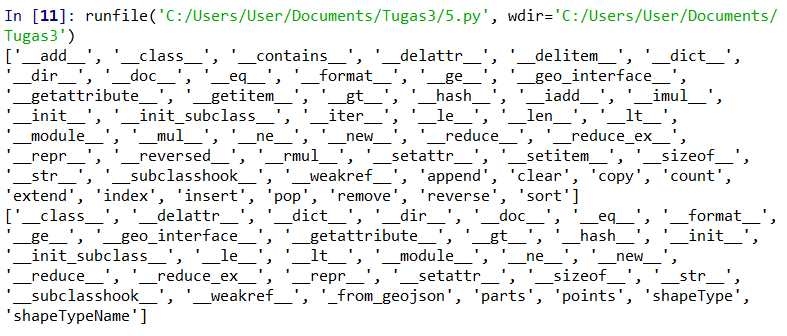 In [11]: runfile('C:/Users/User/Documents/Tugas3/5.py', wdir='C:/Users/User/Documents/
Tugas3')
['__add__', '__class__', '__contains__', '__delattr__', '__delitem__', '__dict__',
'__dir__', '__doc__', '__eq__', '__format__', '__ge__', '__geo_interface__',
'__getattribute__', '__getitem__', '__gt__', '__hash__', '__iadd__', '__imul__',
'__init__', '__init_subclass__', '__iter__', '__le__', '__len__', '__lt__',
'__module__', '__mul__', '__ne__', '__new__', '__reduce__', '__reduce_ex__',
'__repr__', '__reversed__', '__rmul__', '__setattr__', '__setitem__', '__sizeof__',
'__str__', '__subclasshook__', '__weakref__', 'append', 'clear', 'copy', 'count',
'extend', 'index', 'insert', 'pop', 'remove', 'reverse', 'sort']
['__class__', '__delattr__', '__dict__', '__dir__', '__doc__', '__eq__', '__format__',
'__ge__', '__geo_interface__', '__getattribute__', '__gt__', '__hash__', '__init__',
'__init_subclass__', '__le__', '__lt__', '__module__', '__ne__', '__new__',
'__reduce__', '__reduce_ex__', '__repr__', '__setattr__', '__sizeof__', '__str__',
'__subclasshook__', '__weakref__', '_from_geojson', 'parts', 'points', 'shapeType',
'shapeTypeName']